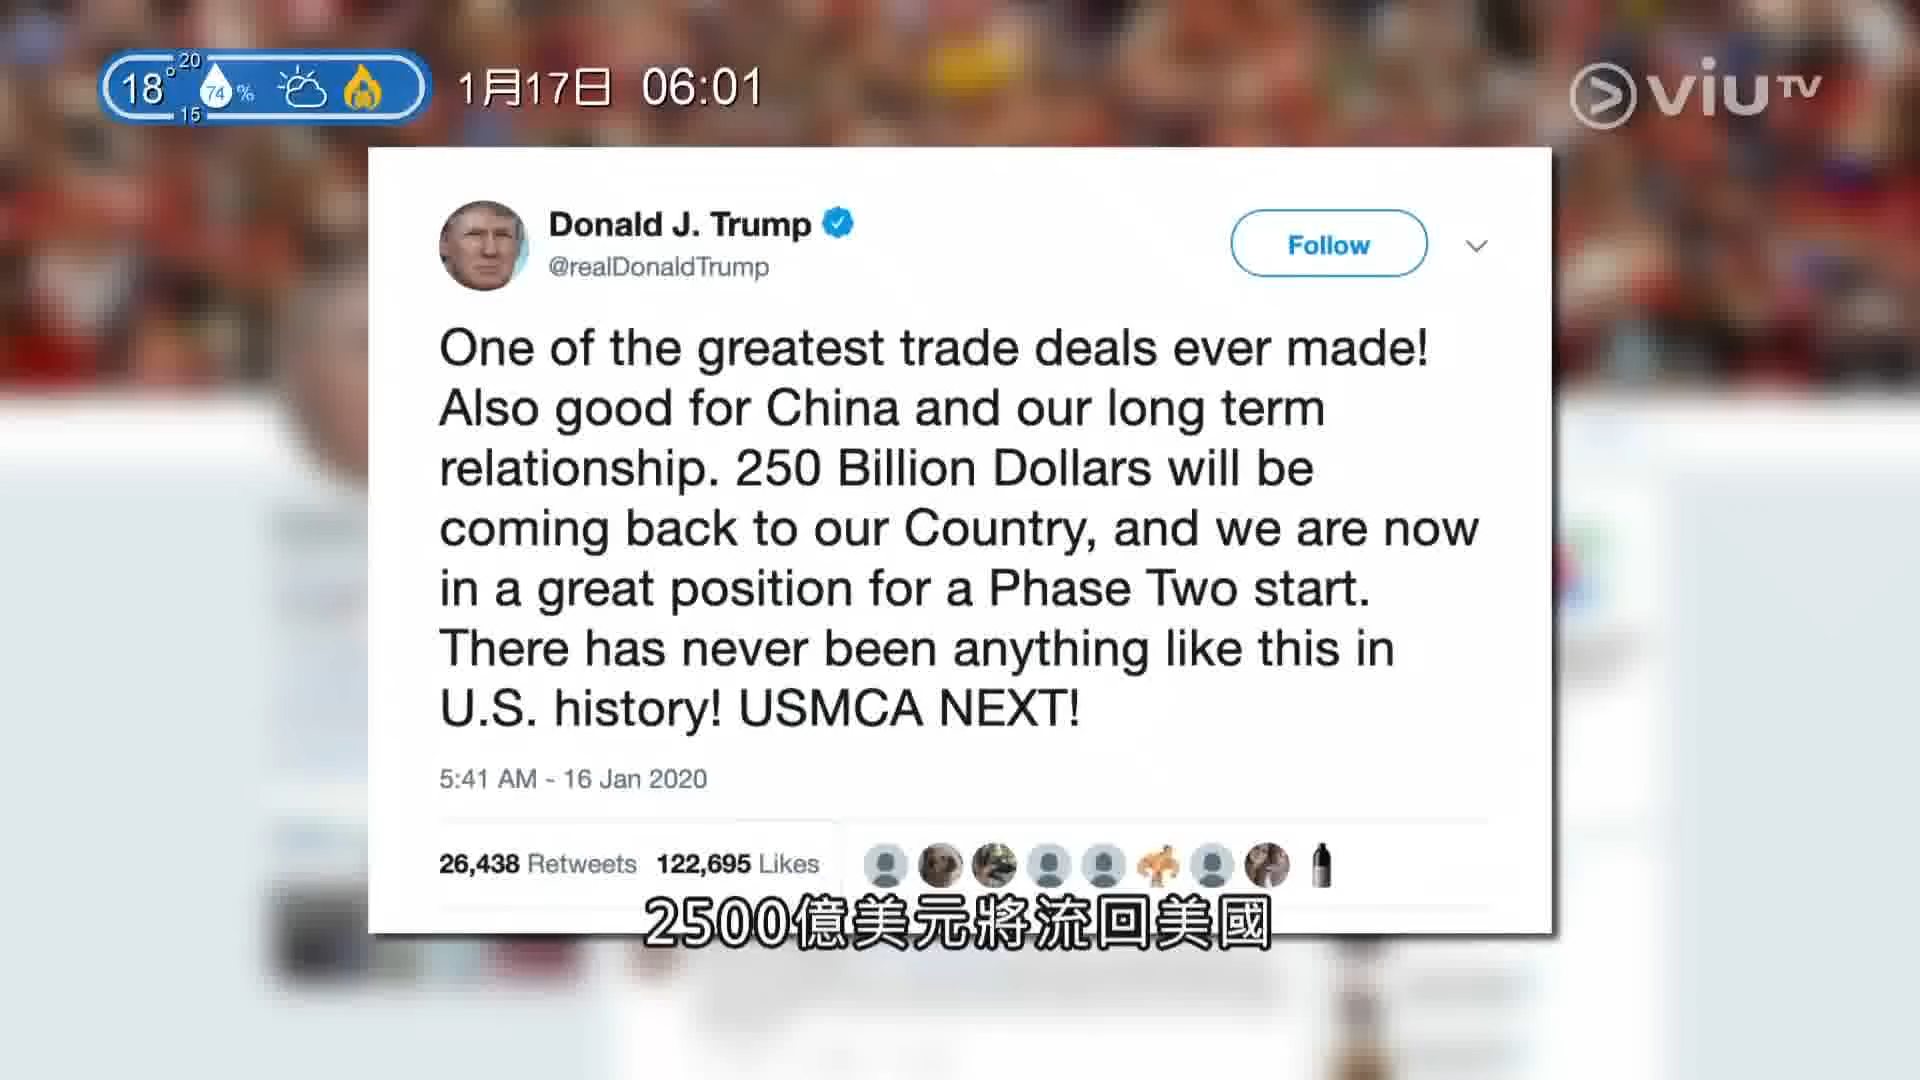 20
18°
74 %
15
1月17日 06:01
viuTV
Donald J. Trump
@realDonaldTrump
Follow
One of the greatest trade deals ever made!
Also good for China and our long term
relationship. 250 Billion Dollars will be
coming back to our Country, and we are now
in a great position for a Phase Two start.
There has never been anything like this in
U.S. history! USMCA NEXT!
5:41 AM - 16 Jan 2020
26,438 Retweets 122,695 Likes
2500億美元將流回美國